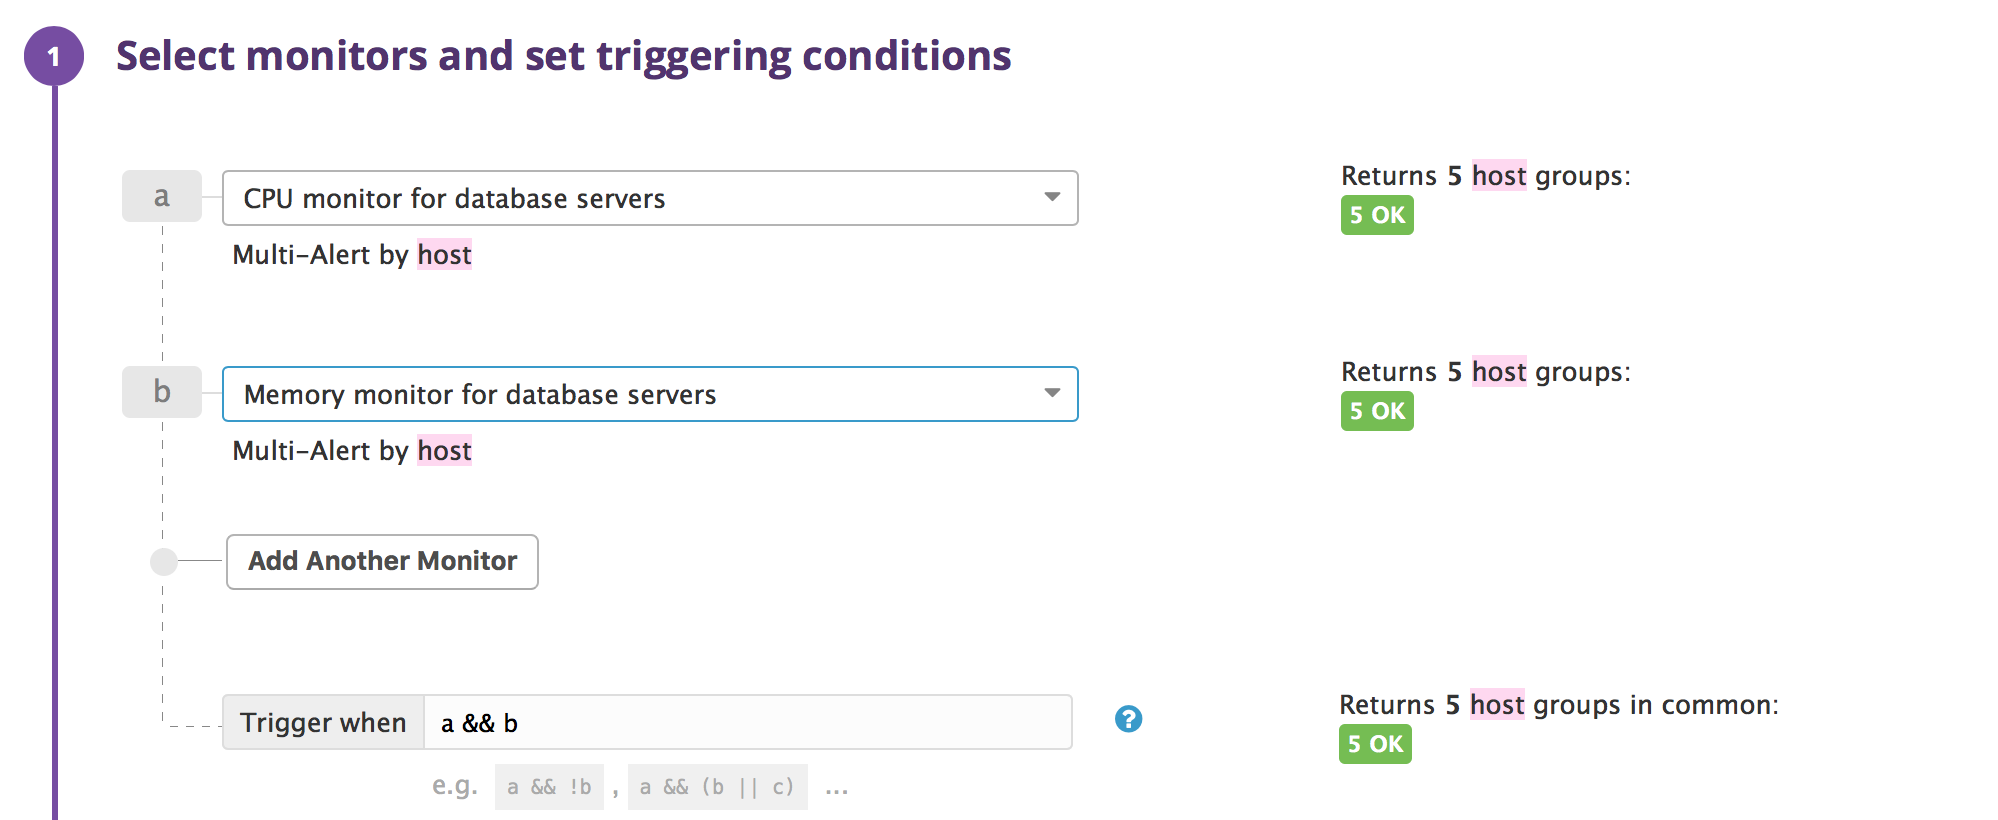 1 Select monitors and set triggering conditions
a CPU monitor for database servers
Returns 5 host groups:
5 OK
Multi-Alert by host
b Memory monitor for database servers
Returns 5 host groups:
5 OK
Multi-Alert by host
Add Another Monitor
Trigger when a && b ?
Returns 5 host groups in common:
5 OK
e.g. a && !b , a && (b || c) ...